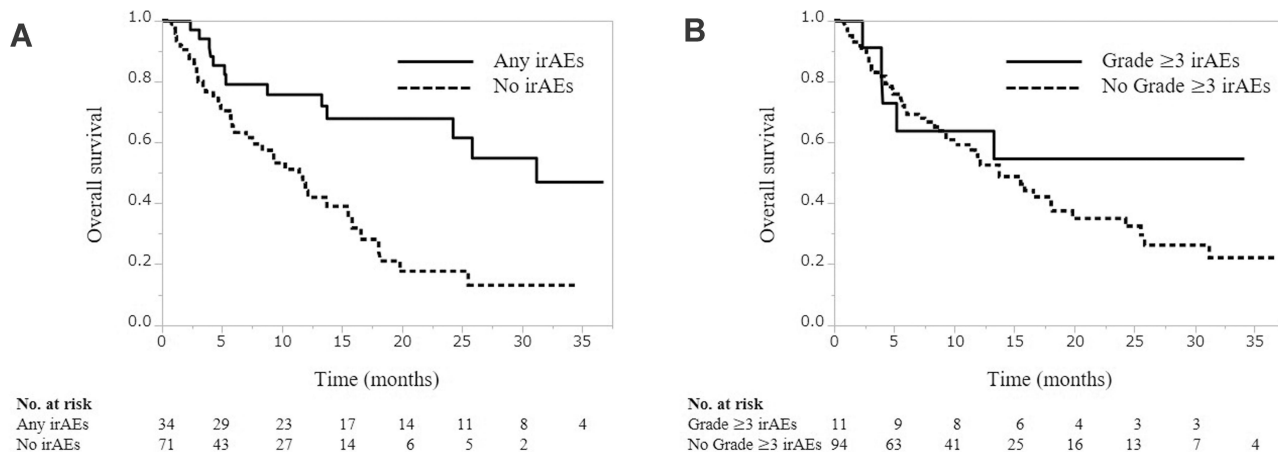 A
1.0
0.8
0.6
0.4
0.2
0.0
Overall survival
Any irAEs
No irAEs
0 5 10 15 20 25 30 35
Time (months)
No. at risk
Any irAEs 34 29 23 17 14 11 8 4
No irAEs 71 43 27 14 6 5 2
B
1.0
0.8
0.6
0.4
0.2
0.0
Overall survival
Grade ≥3 irAEs
No Grade ≥3 irAEs
0 5 10 15 20 25 30 35
Time (months)
No. at risk
Grade ≥3 irAEs 11 9 8 6 4 3 3
No Grade ≥3 irAEs 94 63 41 25 16 13 7 4